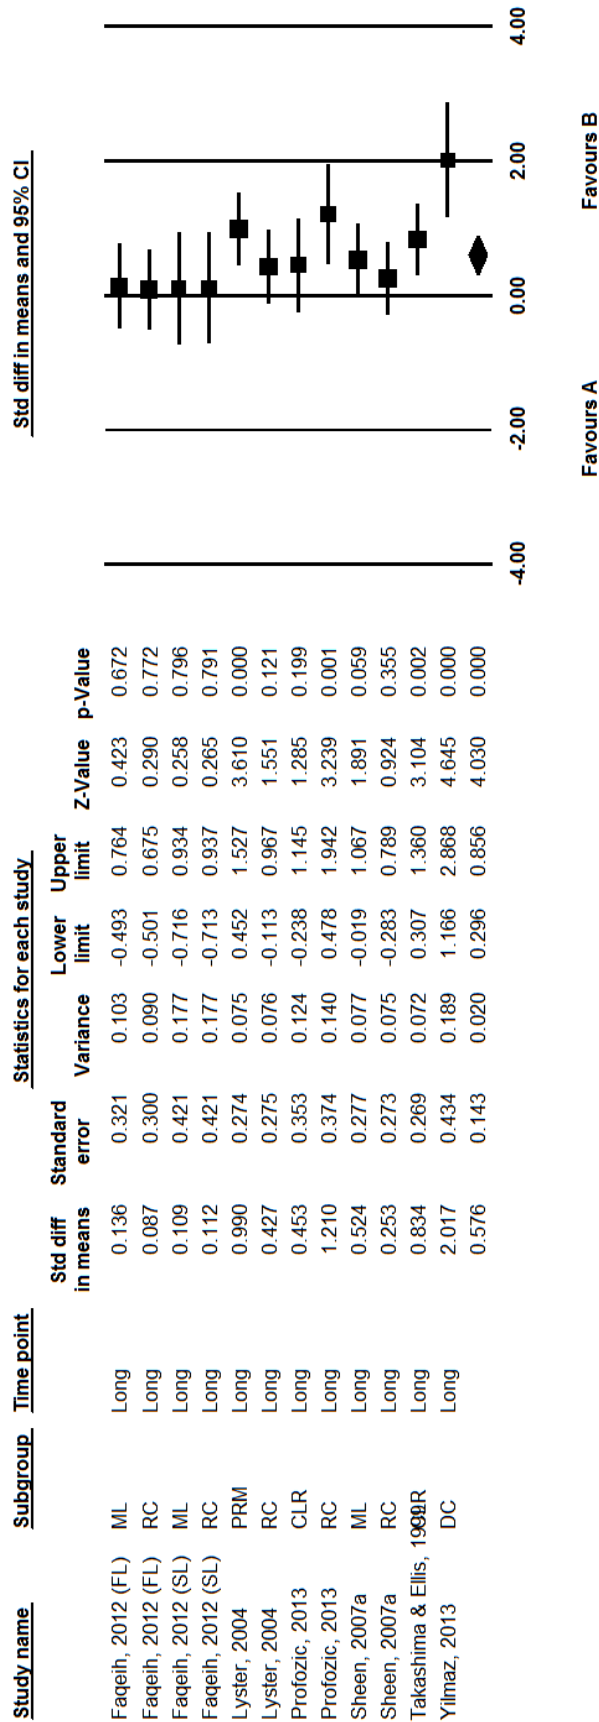 Study name Subgroup Time point Statistics for each study Std diff in means and 95% CI
Std diff Standard Lower Upper
in means error Variance limit limit Z-Value p-Value
Faqeih, 2012 (FL) ML Long 0.136 0.321 0.103 -0.493 0.764 0.423 0.672
Faqeih, 2012 (FL) RC Long 0.087 0.300 0.090 -0.501 0.675 0.290 0.772
Faqeih, 2012 (SL) ML Long 0.109 0.421 0.177 -0.716 0.934 0.258 0.796
Faqeih, 2012 (SL) RC Long 0.112 0.421 0.177 -0.713 0.937 0.265 0.791
Lyster, 2004 PRM Long 0.990 0.274 0.075 0.452 1.527 3.610 0.000
Lyster, 2004 RC Long 0.427 0.275 0.076 -0.113 0.967 1.551 0.121
Profozic, 2013 CLR Long 0.453 0.353 0.124 -0.238 1.145 1.285 0.199
Profozic, 2013 RC Long 1.210 0.374 0.140 0.478 1.942 3.239 0.001
Sheen, 2007a ML Long 0.524 0.277 0.077 -0.019 1.067 1.891 0.059
Sheen, 2007a RC Long 0.253 0.273 0.075 -0.283 0.789 0.924 0.355
Takashima & Ellis, Long 0.834 0.269 0.072 0.307 1.360 3.104 0.002
Yilmaz, 2013 DC Long 2.017 0.434 0.189 1.166 2.868 4.645 0.000
0.576 0.143 0.020 0.296 0.856 4.030 0.000
-4.00 -2.00 0.00 2.00 4.00
Favours A Favours B